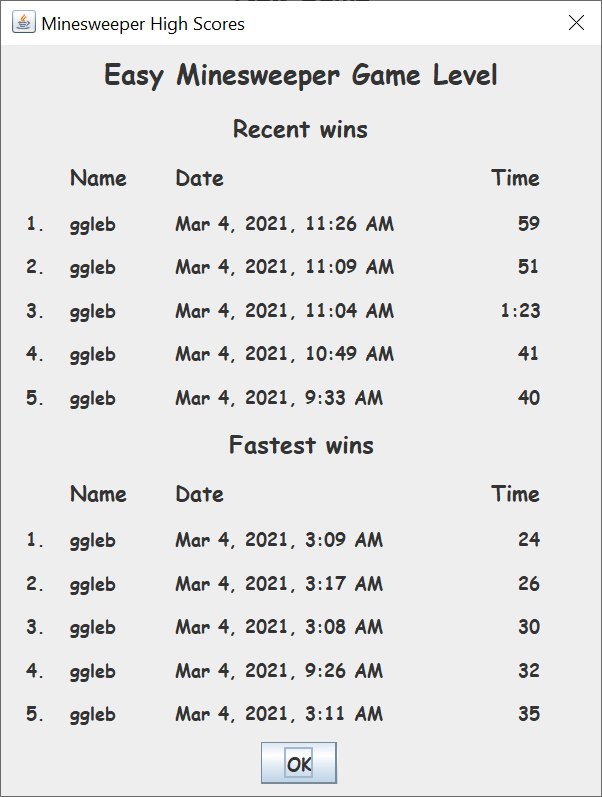 Minesweeper High Scores
Easy Minesweeper Game Level
Recent wins
Name Date Time
1. ggleb Mar 4, 2021, 11:26 AM 59
2. ggleb Mar 4, 2021, 11:09 AM 51
3. ggleb Mar 4, 2021, 11:04 AM 1:23
4. ggleb Mar 4, 2021, 10:49 AM 41
5. ggleb Mar 4, 2021, 9:33 AM 40
Fastest wins
Name Date Time
1. ggleb Mar 4, 2021, 3:09 AM 24
2. ggleb Mar 4, 2021, 3:17 AM 26
3. ggleb Mar 4, 2021, 3:08 AM 30
4. ggleb Mar 4, 2021, 9:26 AM 32
5. ggleb Mar 4, 2021, 3:11 AM 35
OK